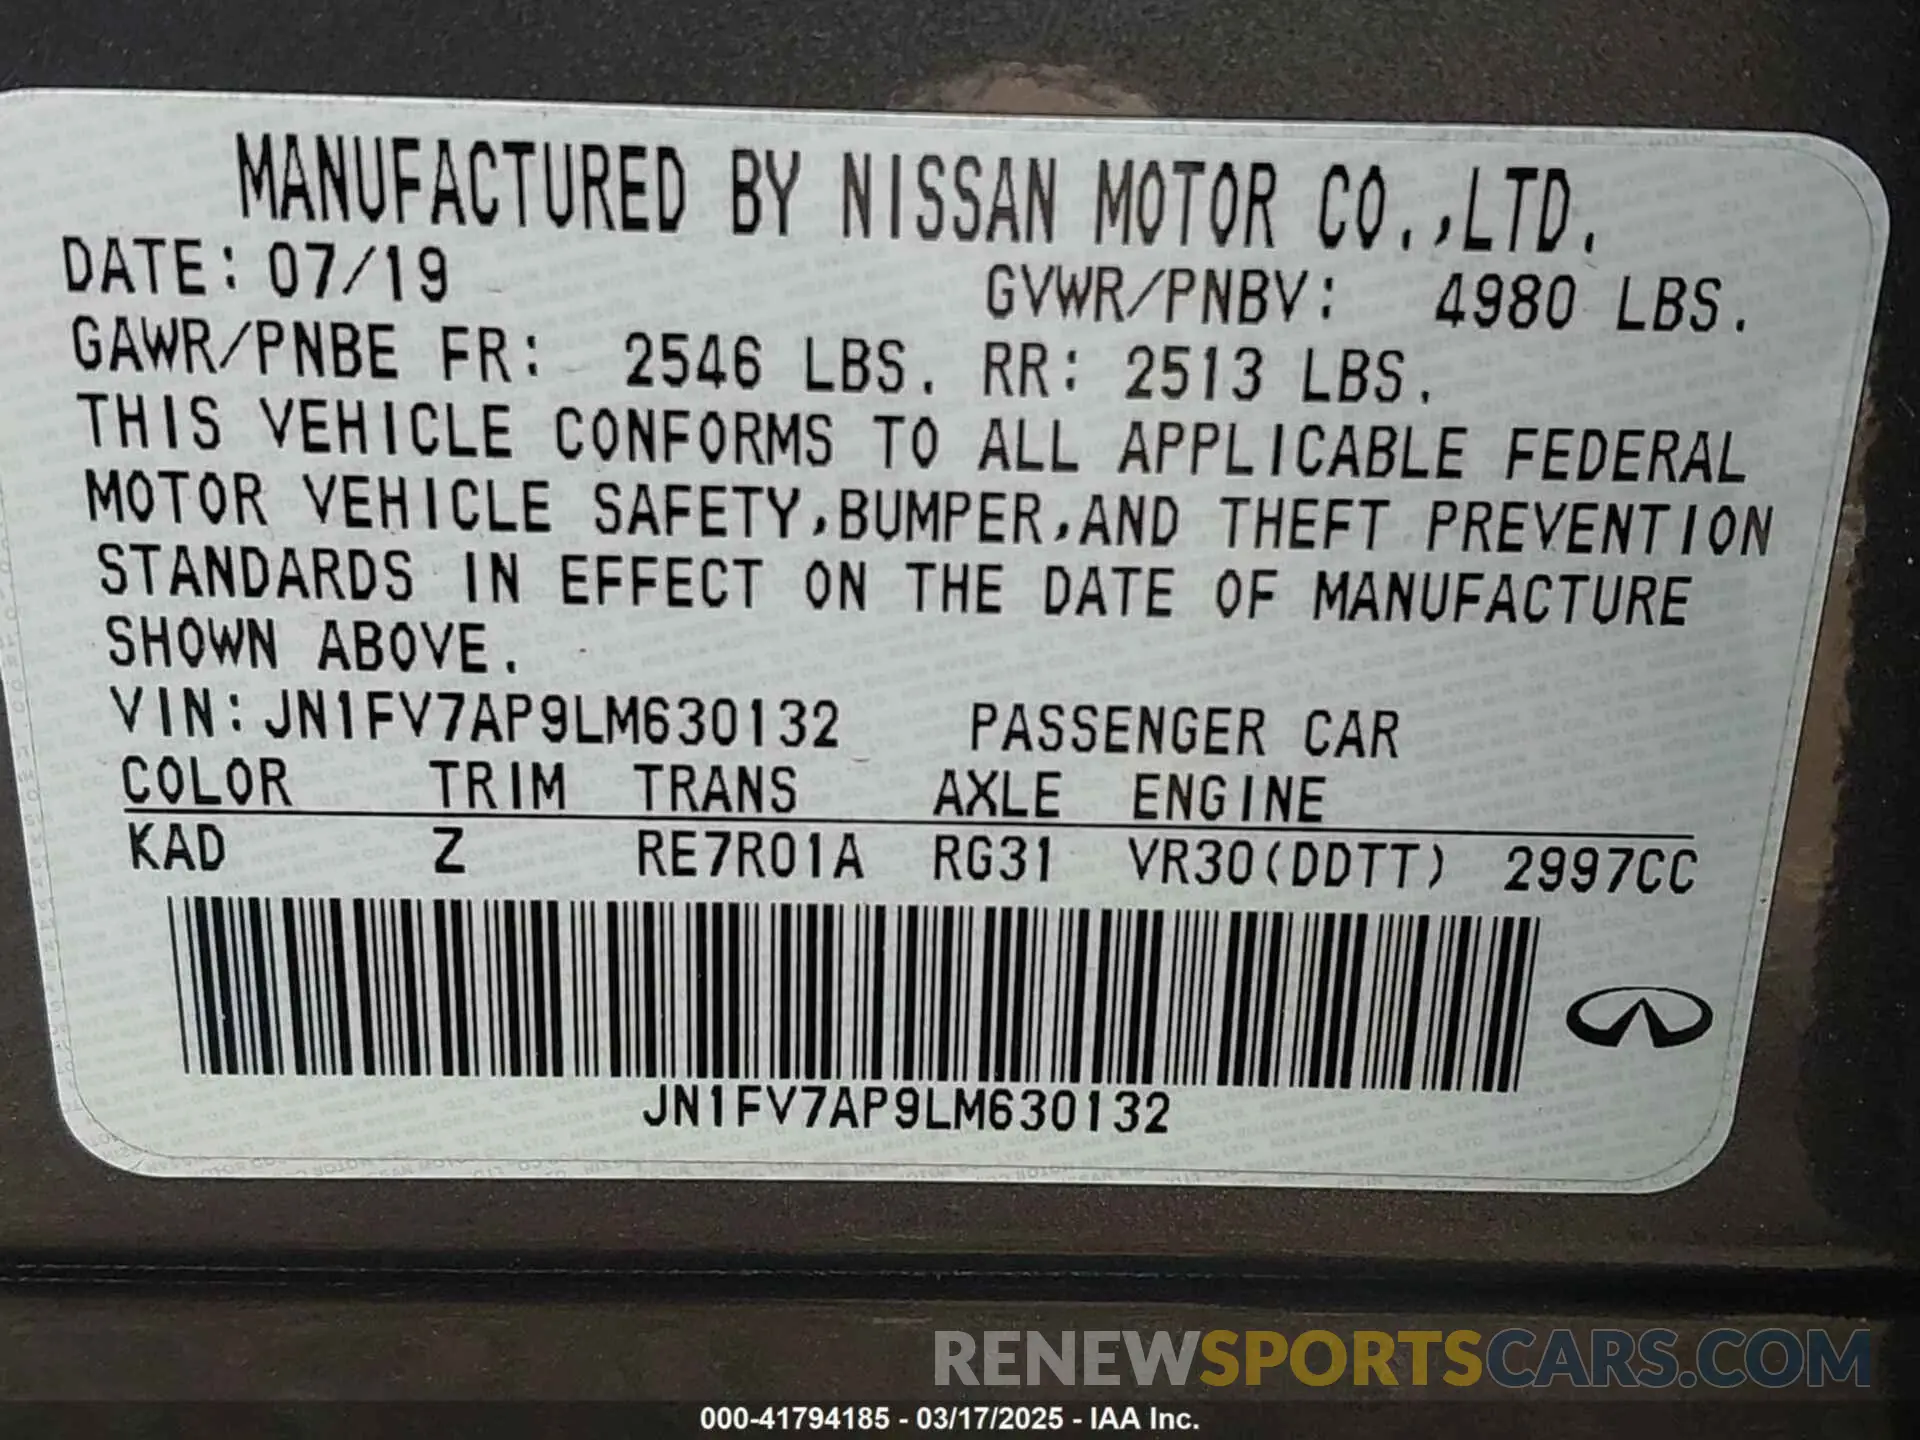 MANUFACTURED BY NISSAN MOTOR CO.,LTD.
DATE: 07/19 GVWR/PNBV: 4980 LBS.
GAWR/PNBE FR: 2546 LBS. RR: 2513 LBS.
THIS VEHICLE CONFORMS TO ALL APPLICABLE FEDERAL
MOTOR VEHICLE SAFETY,BUMPER,AND THEFT PREVENTION
STANDARDS IN EFFECT ON THE DATE OF MANUFACTURE
SHOWN ABOVE.
VIN: JN1FV7AP9LM630132 PASSENGER CAR
COLOR TRIM TRANS AXLE ENGINE
KAD Z RE7R01A RG31 VR30(DDTT) 2997CC
JN1FV7AP9LM630132
RENEWSPORTSCARS.COM
000-41794185 - 03/17/2025 - IAA Inc.